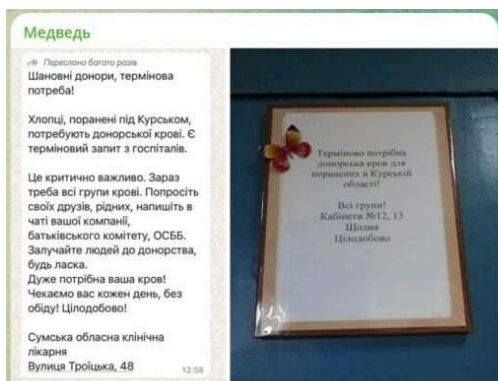 Медведь
Переслано багато разів
Шановні донори, термінова
потреба!
Хлопці, поранені під Курськом,
потребують донорської крові. Є
терміновий запит з госпіталів.
Це критично важливо. Зараз
треба всі групи крові. Попросіть
своїх друзів, рідних, напишіть в
чаті вашої компанії,
батьківського комітету, ОСББ.
Залучайте людей до донорства,
будь ласка.
Дуже потрібна ваша кров!
Чекаємо вас кожен день, без
обіду! Цілодобово!
Сумська обласна клінічна
лікарня
Вулиця Троїцька, 48
12:58
Терміново потрібна
донорська кров для
поранених в Курській
області!
Всі групи!
Кабінети №12, 13
Щодня
Цілодобово